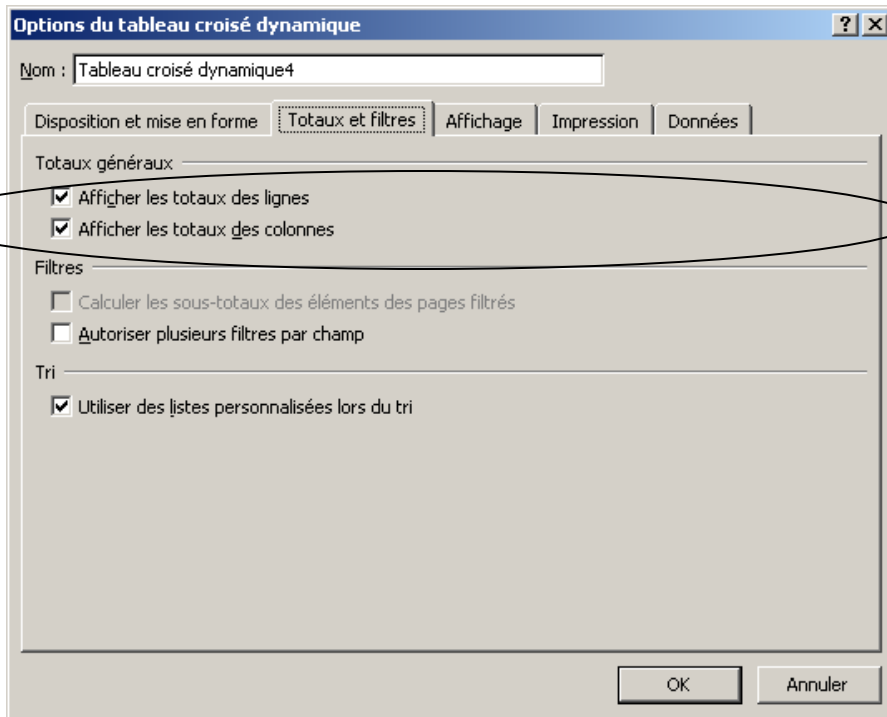 Options du tableau croisé dynamique
Nom : Tableau croisé dynamique4
Disposition et mise en forme Totaux et filtres Affichage Impression Données
Totaux généraux
Afficher les totaux des lignes
Afficher les totaux des colonnes
Filtres
Calculer les sous-totaux des éléments des pages filtrés
Autoriser plusieurs filtres par champ
Tri
Utiliser des listes personnalisées lors du tri
OK Annuler